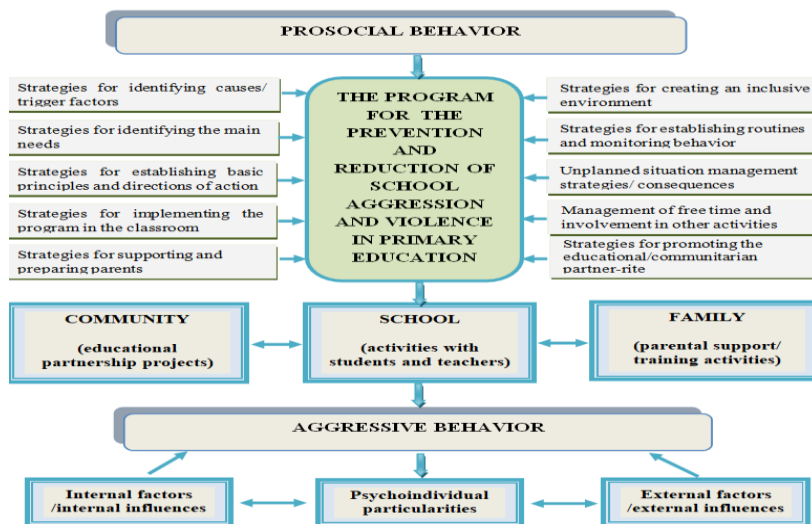 PROSOCIAL BEHAVIOR
Strategies for identifying causes/
trigger factors
Strategies for identifying the main
needs
Strategies for establishing basic
principles and directions of action
Strategies for implementing the
program in the classroom
Strategies for supporting and
preparing parents
THE PROGRAM
FOR THE
PREVENTION
AND
REDUCTION OF
SCHOOL
AGGRESSION
AND VIOLENCE
IN PRIMARY
EDUCATION
Strategies for creating an inclusive
environment
Strategies for establishing routines
and monitoring behavior
Unplanned situation management
strategies/ consequences
Management of free time and
involvement in other activities
Strategies for promoting the
educational/communitarian
partner-rite
COMMUNITY
(educational
partnership projects)
SCHOOL
(activities with
students and teachers)
FAMILY
(parental support/
training activities)
AGGRESSIVE BEHAVIOR
Internal factors
/internal influences
Psychoindividual
particularities
External factors
/external influences